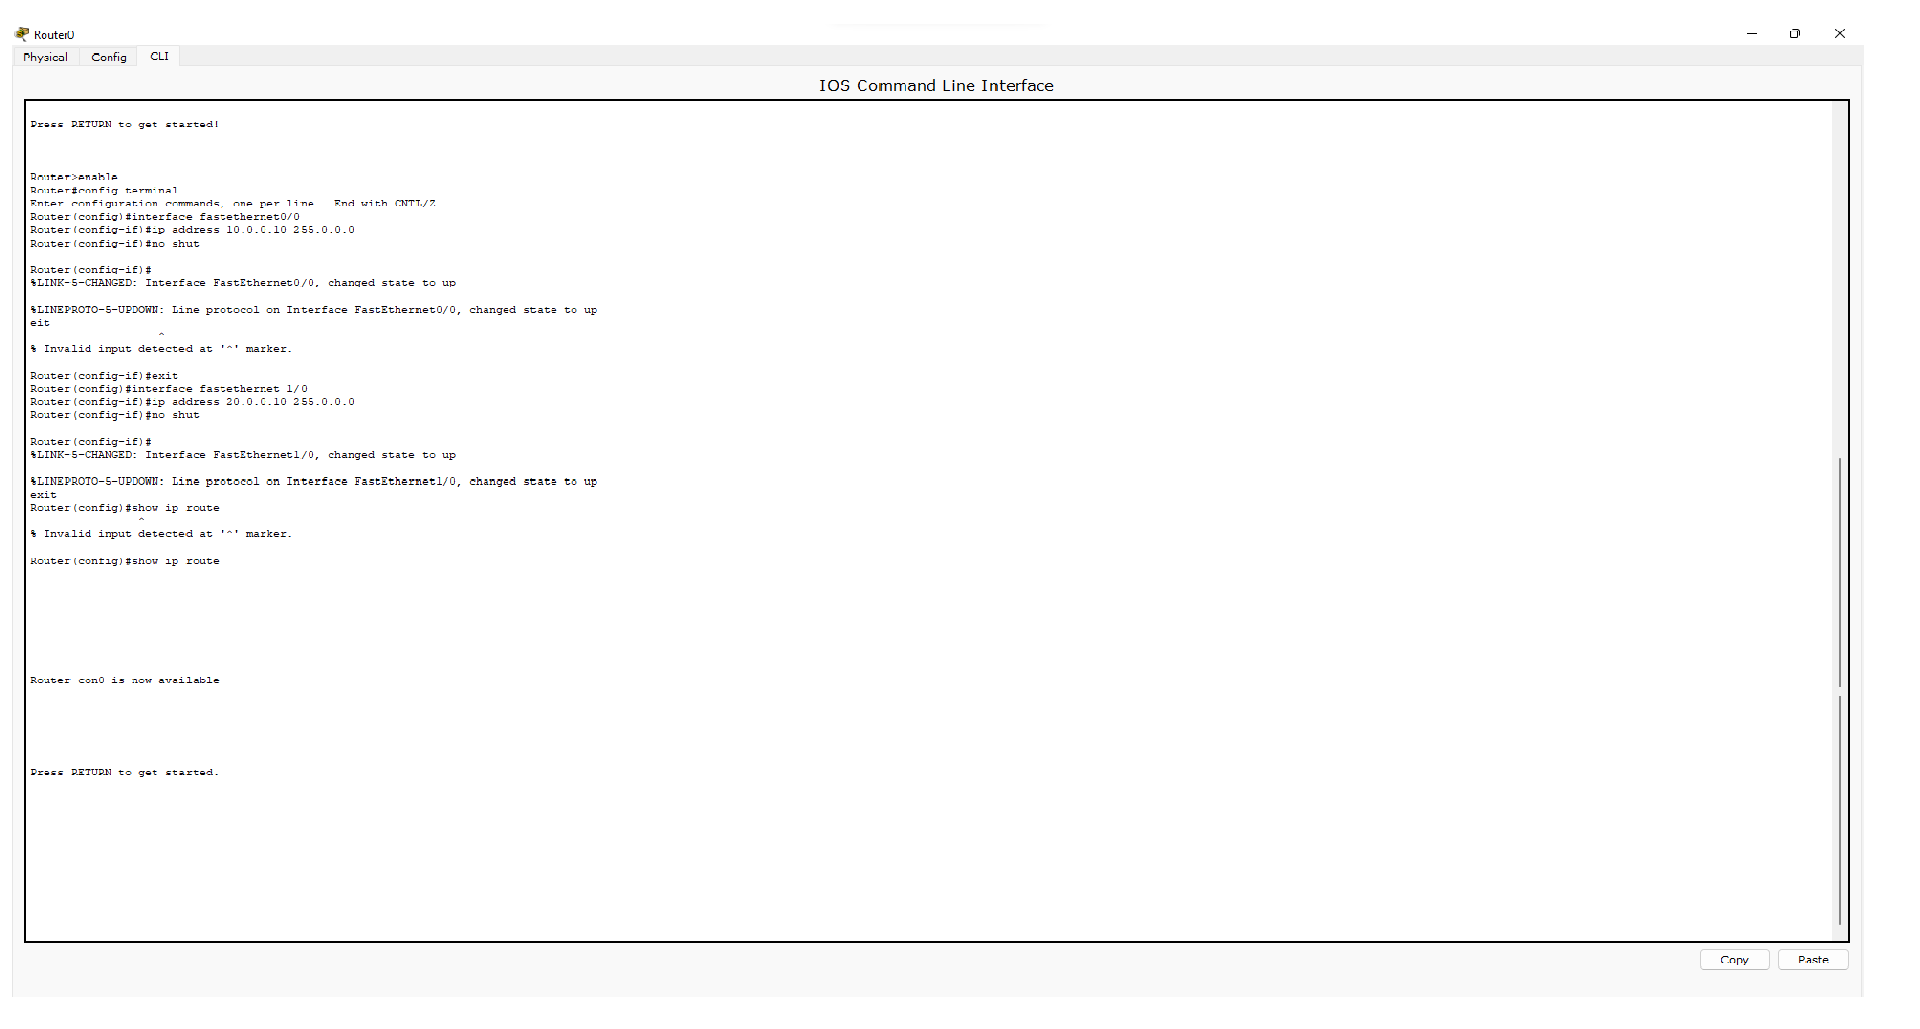 Router0
Physical Config CLI
IOS Command Line Interface
Press RETURN to get started!
Router>enable
Router#config terminal
Enter configuration commands, one per line. End with CNTL/Z
Router(config)#interface fastethernet0/0
Router(config-if)#ip address 10.0.0.10 255.0.0.0
Router(config-if)#no shut
Router(config-if)#
%LINK-5-CHANGED: Interface FastEthernet0/0, changed state to up
%LINEPROTO-5-UPDOWN: Line protocol on Interface FastEthernet0/0, changed state to up
eit
^
% Invalid input detected at '^' marker.
Router(config-if)#exit
Router(config)#interface fastethernet 1/0
Router(config-if)#ip address 20.0.0.10 255.0.0.0
Router(config-if)#no shut
Router(config-if)#
%LINK-5-CHANGED: Interface FastEthernet1/0, changed state to up
%LINEPROTO-5-UPDOWN: Line protocol on Interface FastEthernet1/0, changed state to up
exit
Router(config)#show ip route
^
% Invalid input detected at '^' marker.
Router(config)#show ip route
Router con0 is now available
Press RETURN to get started.
Copy Paste